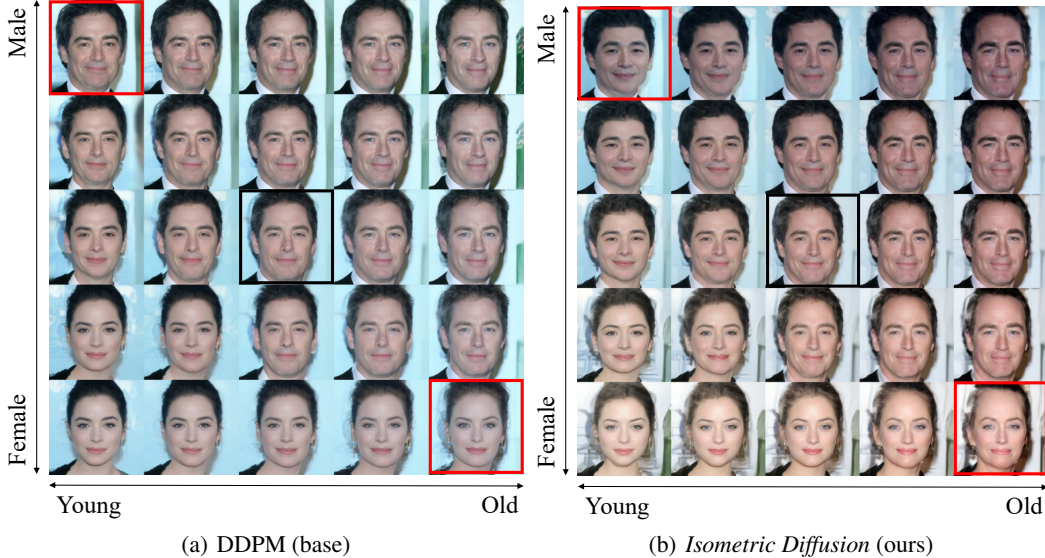 Male
Female
Young
Old
(a) DDPM (base)
Male
Female
Young
Old
(b) Isometric Diffusion (ours)